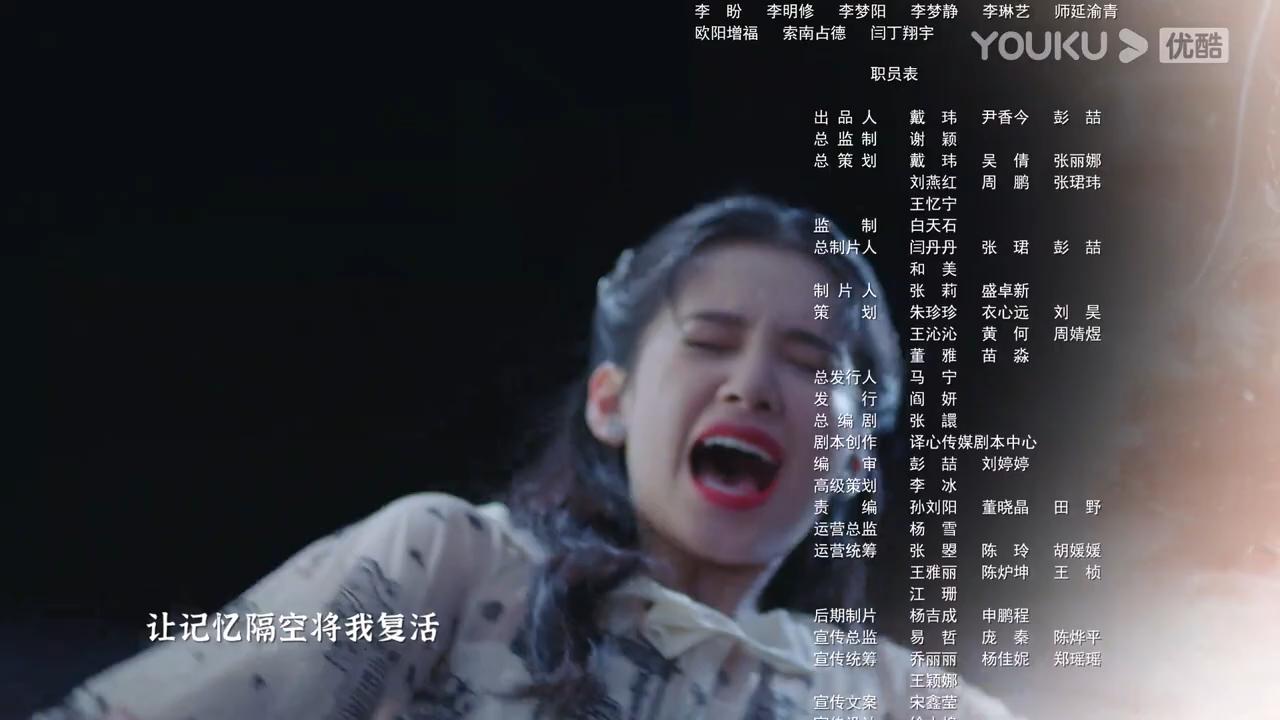 李 盼 李明修 李梦阳 李梦静 李琳艺 师延渝青
欧阳增福 索南占德 闫丁翔宇
YOUKU 优酷
职员表
出品人 戴 玮 尹香今 彭 喆
总监制 谢 颖
总策划 戴 玮 吴 倩 张丽娜
刘燕红 周 鹏 张珺玮
王忆宁
监 制 白天石
总制片人 闫丹丹 张 珺 彭 喆
和 美
制片人 张 莉 盛卓新
策 划 朱珍珍 衣心远 刘 昊
王沁沁 黄 何 周婧煜
董 雅 苗 淼
总发行人 马 宁
发 行 阎 妍
总编剧 张 譞
剧本创作 译心传媒剧本中心
编 审 彭 喆 刘婷婷
高级策划 李 冰
责 编 孙刘阳 董晓晶 田 野
运营总监 杨 雪
运营统筹 张 曌 陈 玲 胡媛媛
王雅丽 陈炉坤 王 桢
江 珊
后期制片 杨吉成 申鹏程
让记忆隔空将我复活
宣传总监 易 哲 庞 秦 陈烨平
宣传统筹 乔丽丽 杨佳妮 郑瑶瑶
王颖娜
宣传文案 宋鑫莹